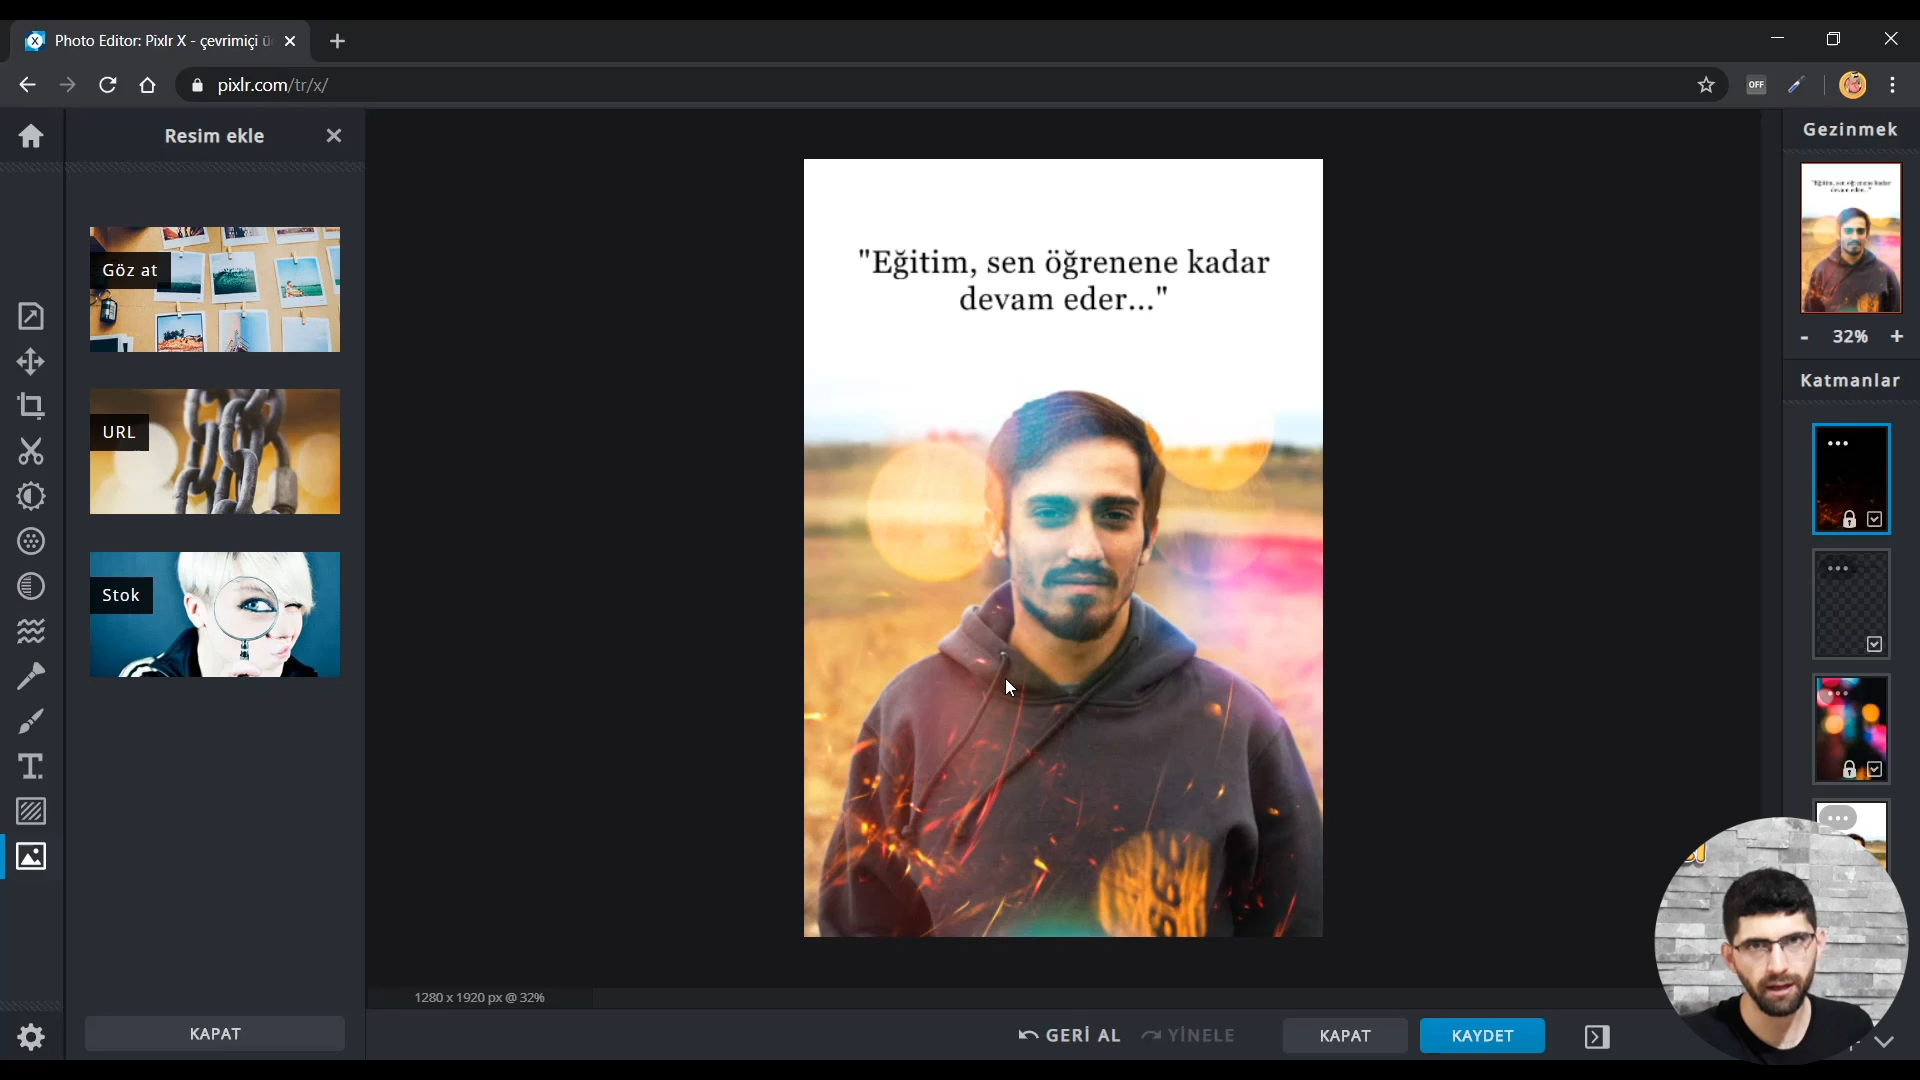 Photo Editor: Pixlr X - çevrimiçi ü
pixlr.com/tr/x/
OFF
Resim ekle
Gezinmek
Göz at
"Eğitim, sen öğrenene kadar
devam eder..."
- 32% +
Katmanlar
URL
Stok
1280 x 1920 px @ 32%
KAPAT
GERİ AL
YİNELE
KAPAT
KAYDET